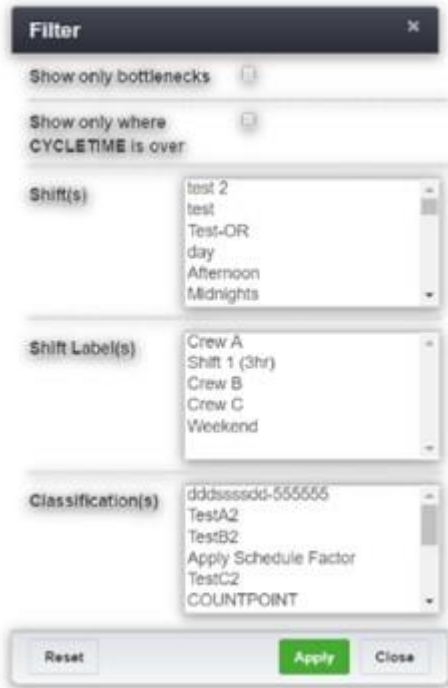 Filter ×
Show only bottlenecks
Show only where
CYCLETIME is over
Shift(s)
test 2
test
Test-OR
day
Afternoon
Midnights
Shift Label(s)
Crew A
Shift 1 (3hr)
Crew B
Crew C
Weekend
Classification(s)
dddssssdd-555555
TestA2
TestB2
Apply Schedule Factor
TestC2
COUNTPOINT
Reset Apply Close